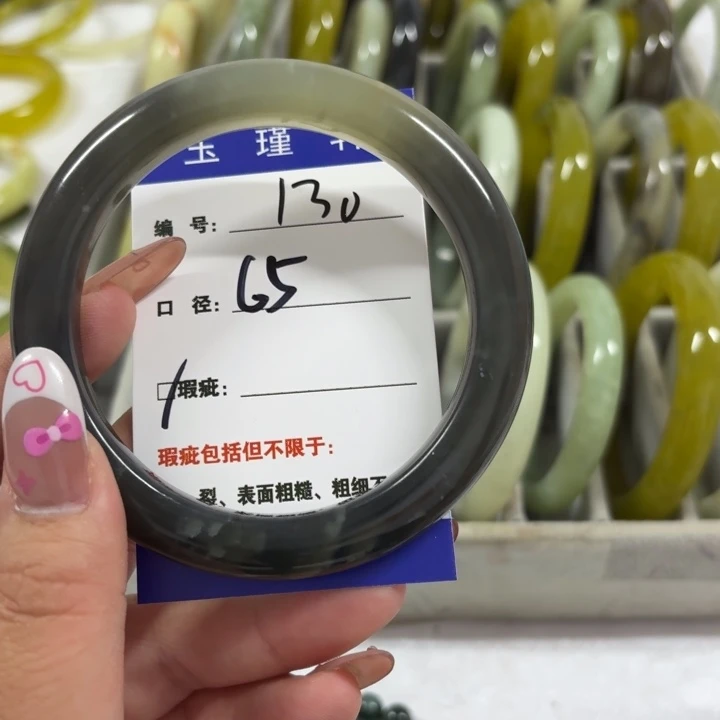 玉 瑾
编 号: 130
口 径: 65
瑕疵:
瑕疵包括但不限于:
裂、表面粗糙、粗细不